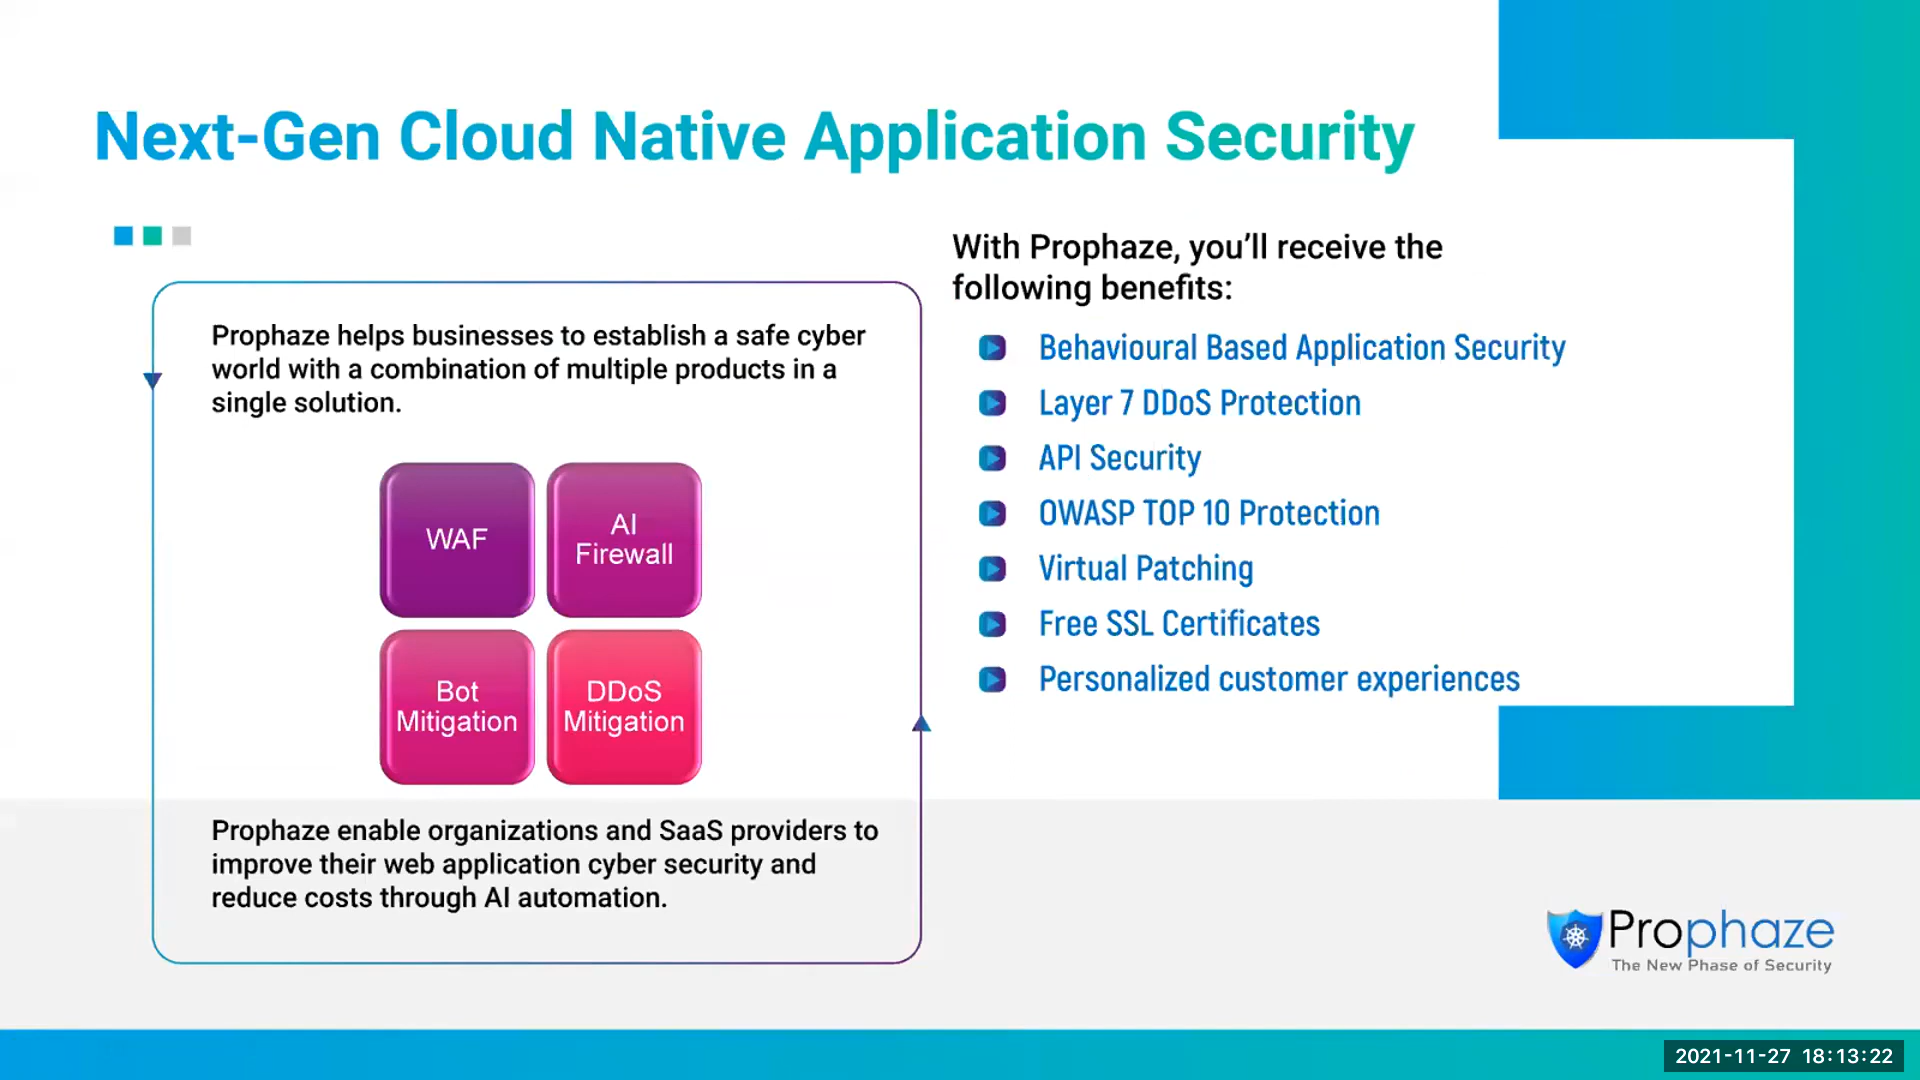 Next-Gen Cloud Native Application Security
Prophaze helps businesses to establish a safe cyber
world with a combination of multiple products in a
single solution.
WAF
AI
Firewall
Bot
Mitigation
DDoS
Mitigation
Prophaze enable organizations and SaaS providers to
improve their web application cyber security and
reduce costs through AI automation.
With Prophaze, you'll receive the
following benefits:
Behavioural Based Application Security
Layer 7 DDoS Protection
API Security
OWASP TOP 10 Protection
Virtual Patching
Free SSL Certificates
Personalized customer experiences
Prophaze
The New Phase of Security
2021-11-27 18:13:22